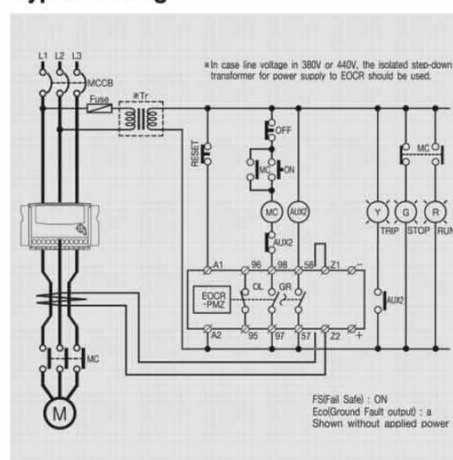 L1 L2 L3
MCCB
Fuse
※Tr
※In case line voltage in 380V or 440V, the isolated step-down
transformer for power supply to EOCR should be used.
RESET
OFF
MC
ON
MC
AUX2
AUX2
MC
Y
G
R
TRIP
STOP
RUN
A1
96
98
58
Z1
−
EOCR
-PMZ
OL
GR
AUX2
A2
95
97
57
Z2
+
MC
M
FS(Fail Safe) : ON
Eco(Ground Fault output) : a
Shown without applied power